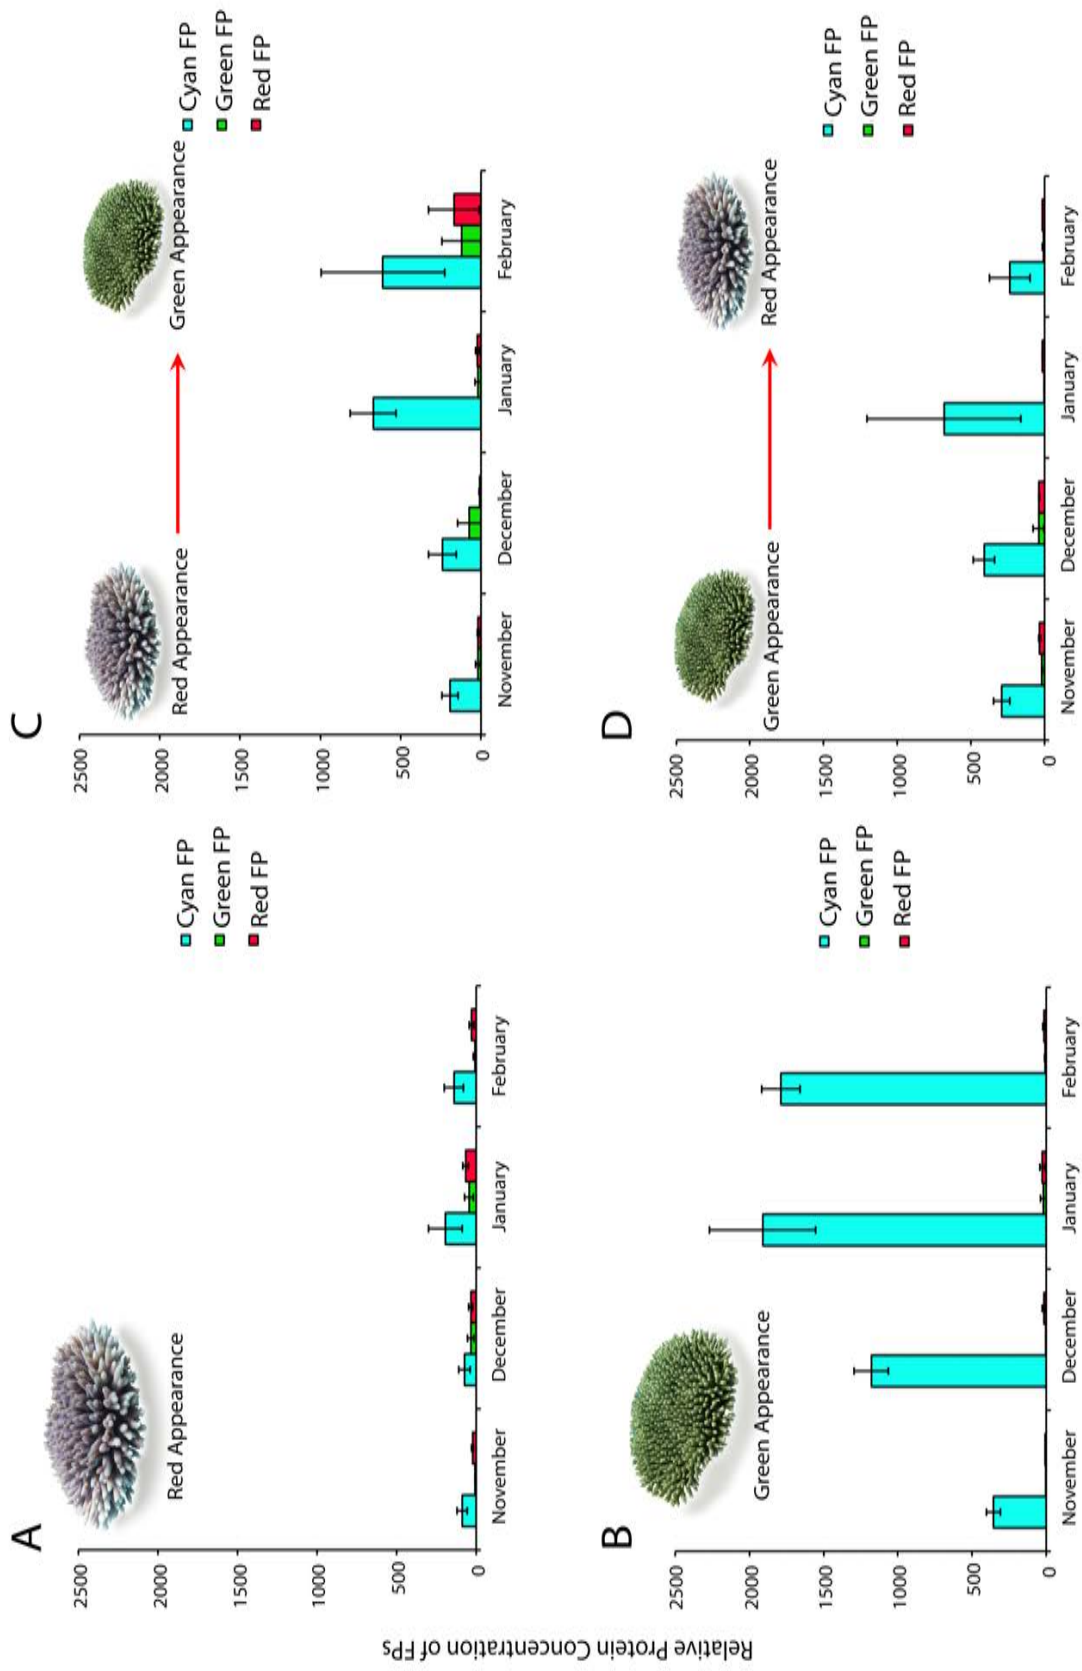 A
Red Appearance
Cyan FP
Green FP
Red FP
2500
2000
1500
1000
500
0
November
December
January
February
B
Green Appearance
Cyan FP
Green FP
Red FP
2500
2000
1500
1000
500
0
November
December
January
February
C
Red Appearance
Green Appearance
Cyan FP
Green FP
Red FP
2500
2000
1500
1000
500
0
November
December
January
February
D
Green Appearance
Red Appearance
Cyan FP
Green FP
Red FP
2500
2000
1500
1000
500
0
November
December
January
February
Relative Protein Concentration of FPs